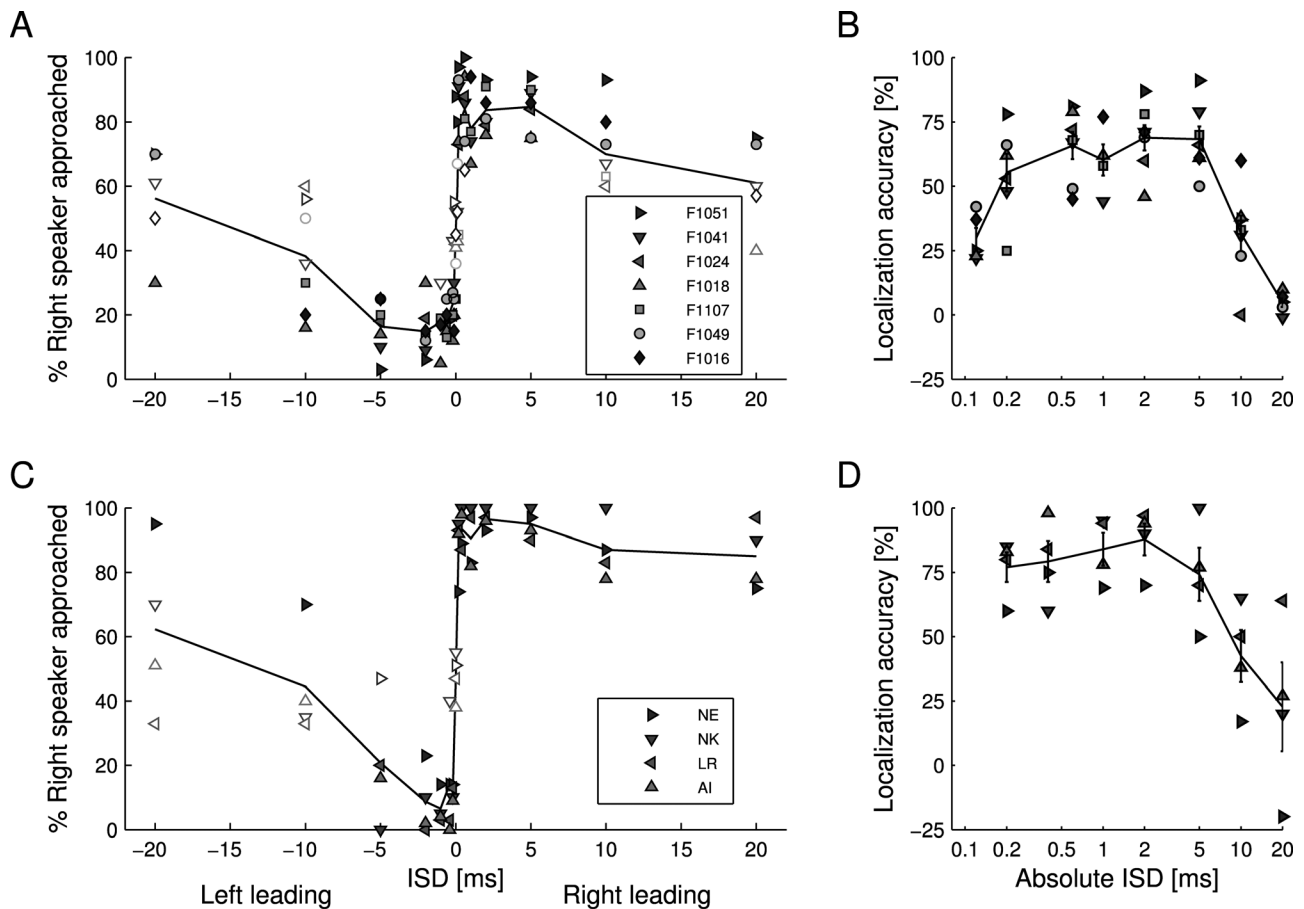 A
% Right speaker approached
100
80
60
40
20
0
−20 −15 −10 −5 0 5 10 15 20
F1051
F1041
F1024
F1018
F1107
F1049
F1016
B
Localization accuracy [%]
100
75
50
25
0
−25
0.1 0.2 0.5 1 2 5 10 20
C
% Right speaker approached
100
80
60
40
20
0
−20 −15 −10 −5 0 5 10 15 20
NE
NK
LR
AI
Left leading ISD [ms] Right leading
D
Localization accuracy [%]
100
75
50
25
0
−25
0.1 0.2 0.5 1 2 5 10 20
Absolute ISD [ms]